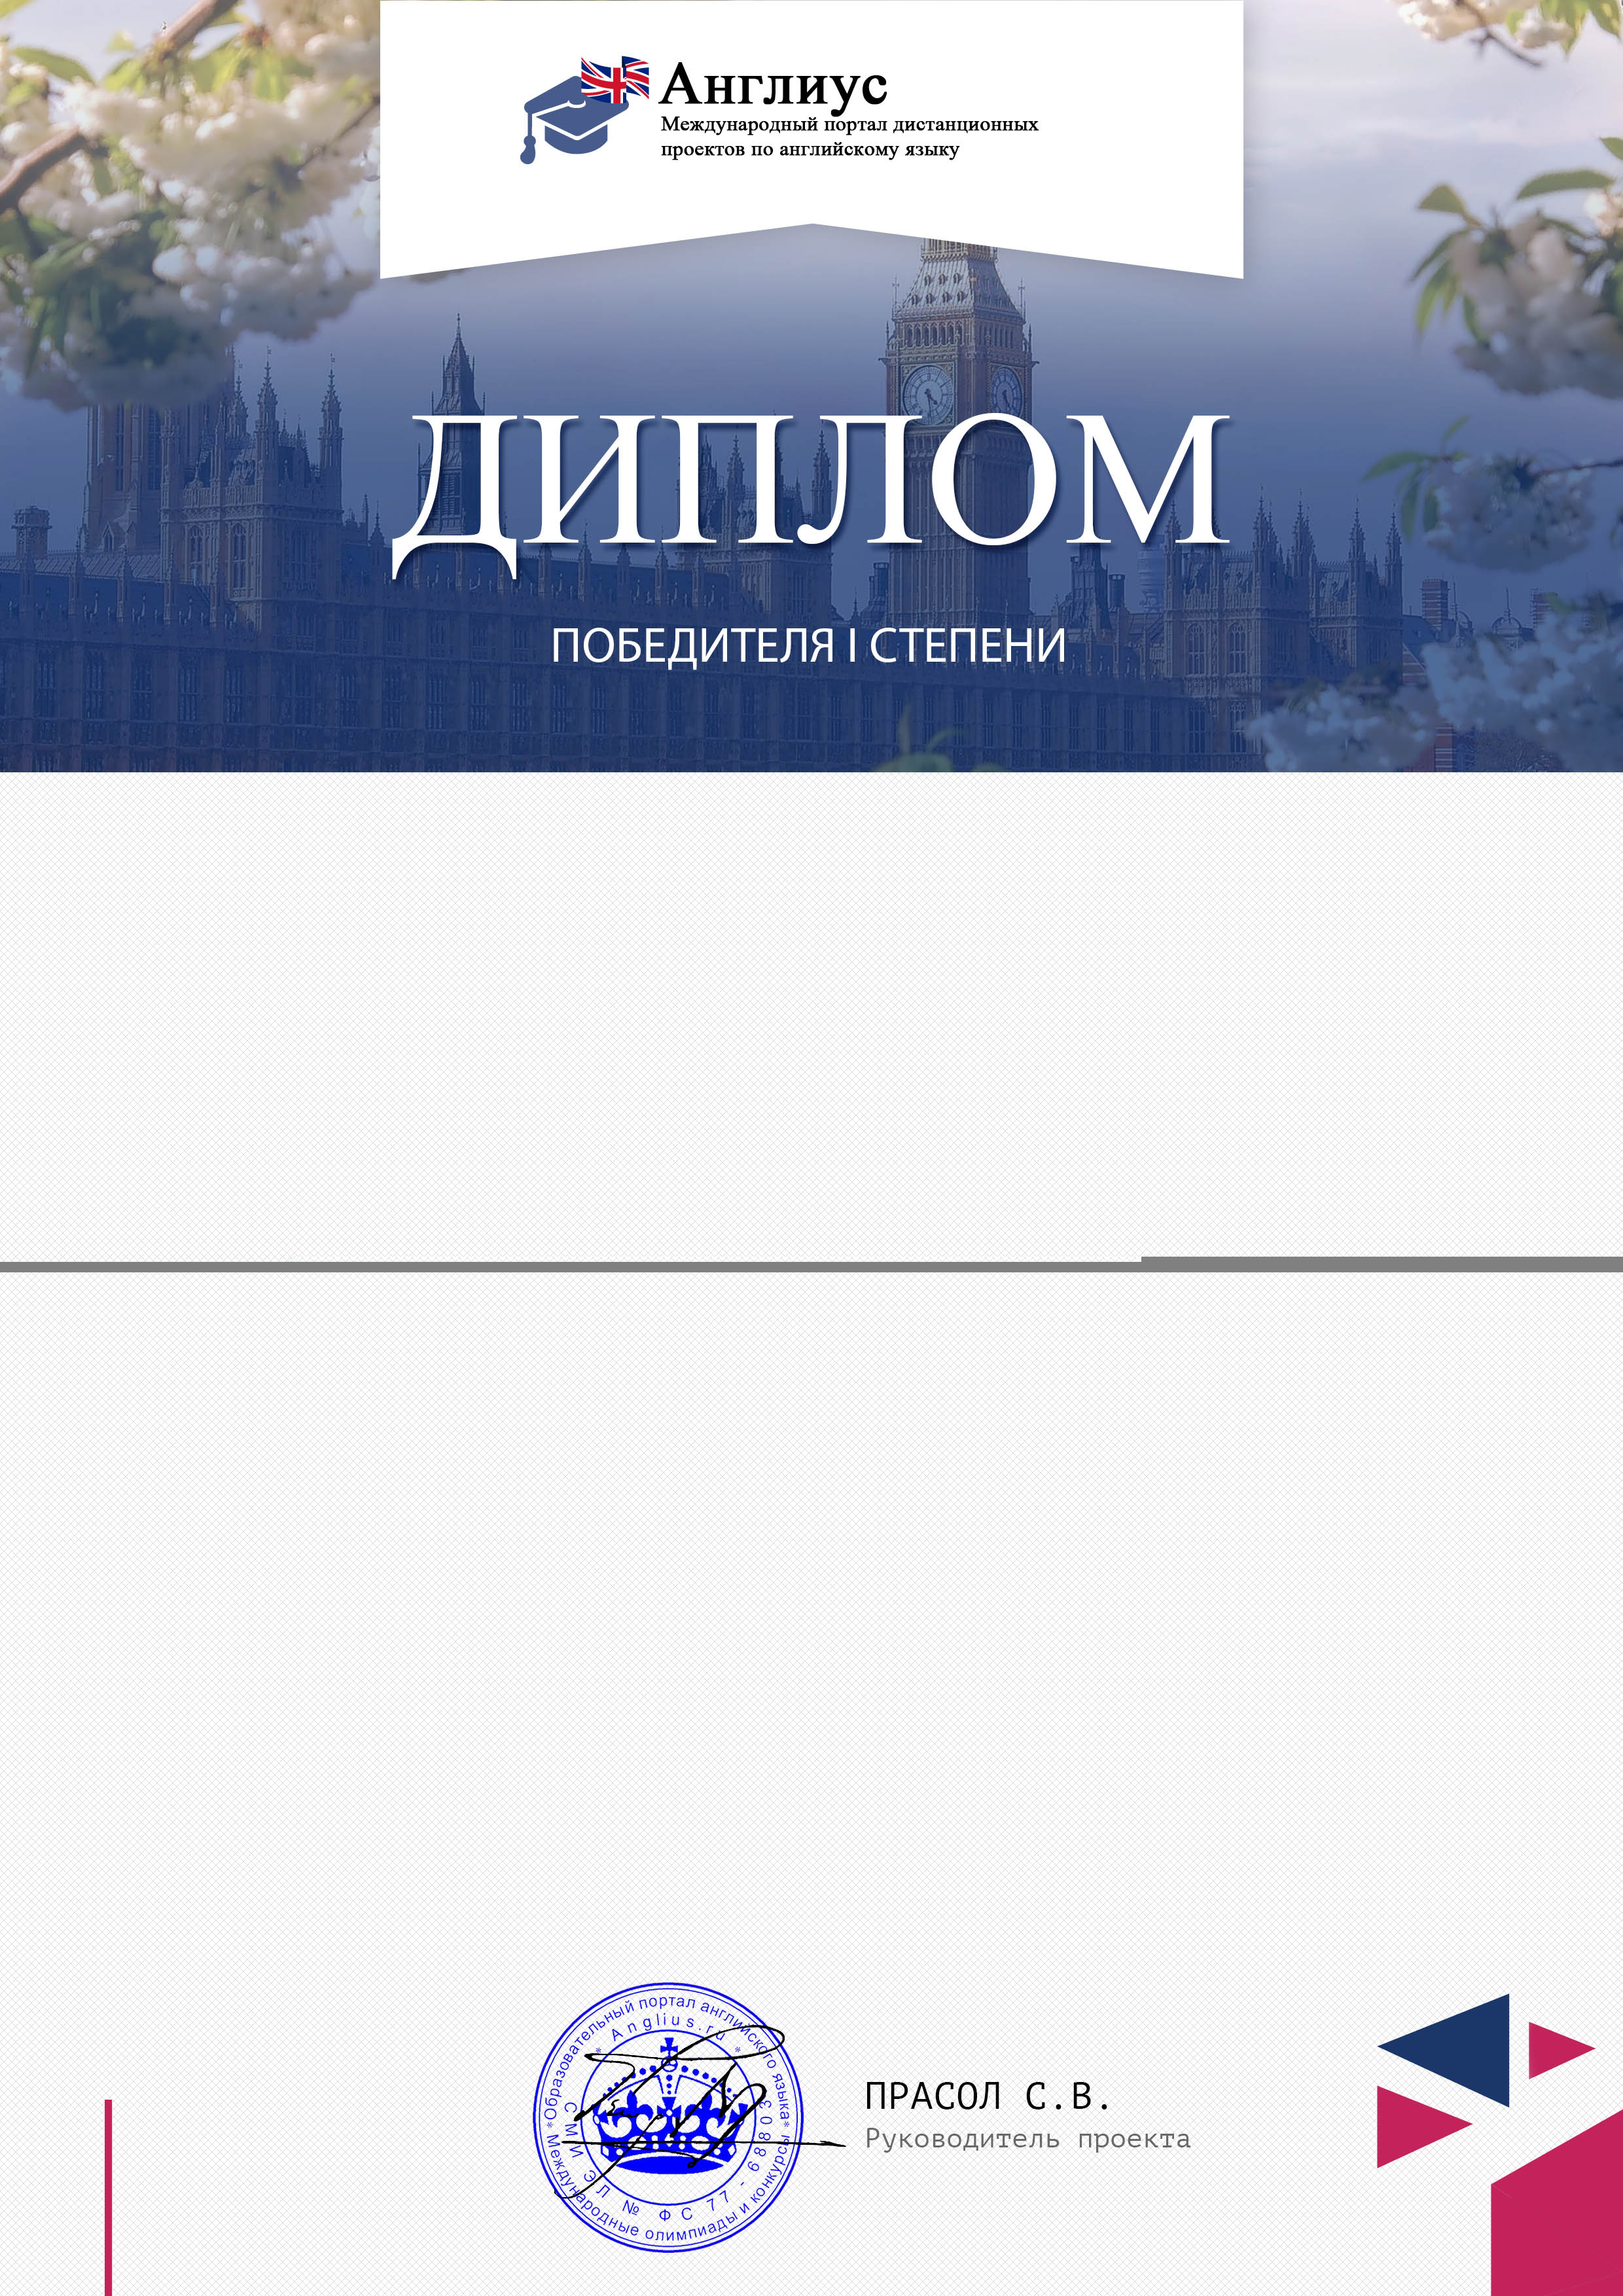 Англиус
Международный портал дистанционных
проектов по английскому языку
ДИПЛОМ
ПОБЕДИТЕЛЯ I СТЕПЕНИ
*Образовательный портал английского языка*
Международные олимпиады и конкурсы
* Anglius.ru *
СМИ ЭЛ № ФС 77 - 68803
ПРАСОЛ С.В.
Руководитель проекта